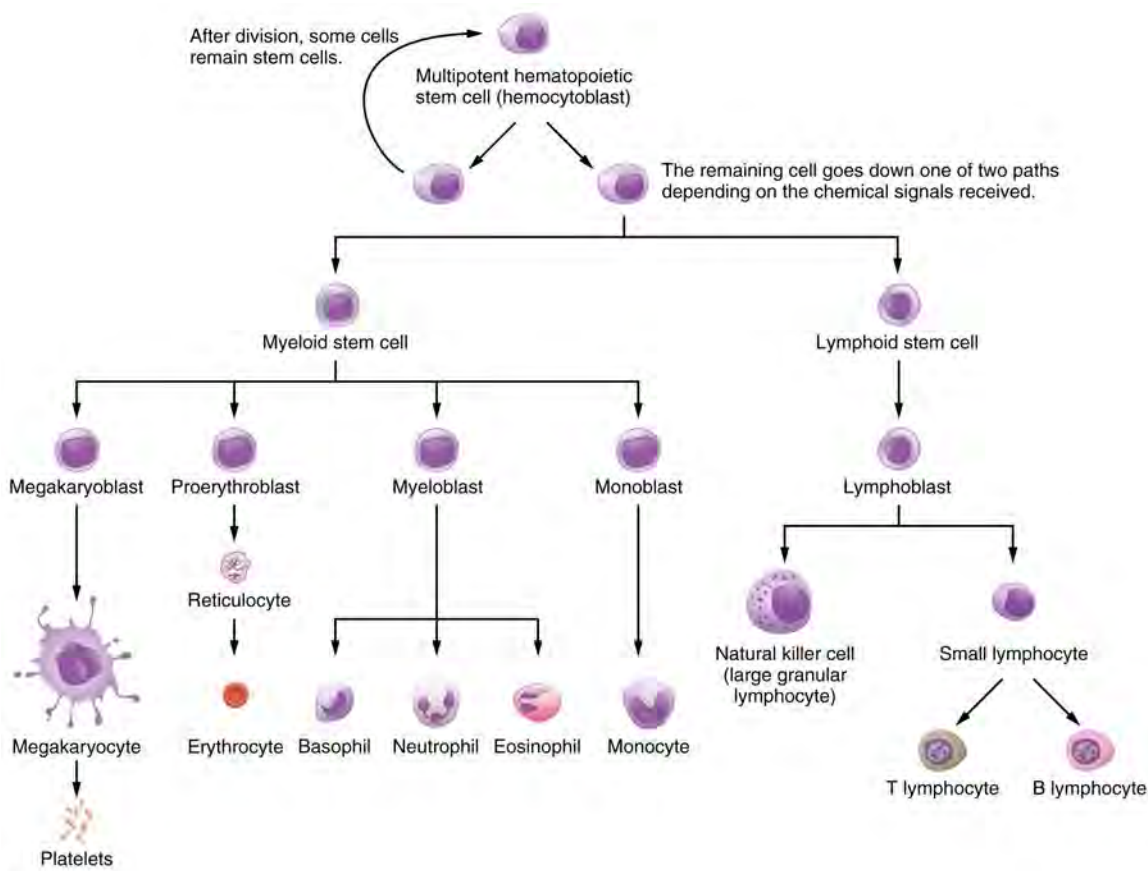 After division, some cells
remain stem cells.
Multipotent hematopoietic
stem cell (hemocytoblast)
The remaining cell goes down one of two paths
depending on the chemical signals received.
Myeloid stem cell
Lymphoid stem cell
Megakaryoblast
Proerythroblast
Myeloblast
Monoblast
Lymphoblast
Reticulocyte
Natural killer cell
(large granular
lymphocyte)
Small lymphocyte
Megakaryocyte
Erythrocyte
Basophil
Neutrophil
Eosinophil
Monocyte
T lymphocyte
B lymphocyte
Platelets